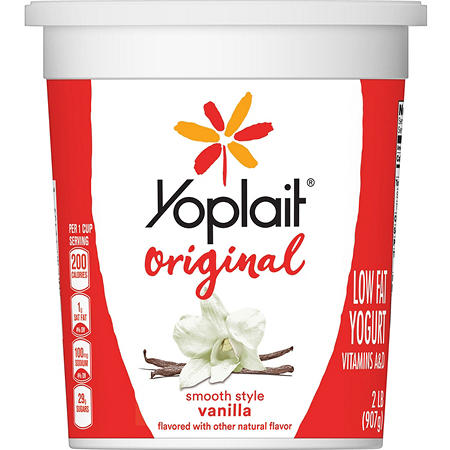 Yoplait®
original
PER 1 CUP
SERVING
200
CALORIES
1g
SAT FAT
100mg
SODIUM
29g
SUGARS
LOW FAT
YOGURT
VITAMINS A&D
2 LB
(907g)
smooth style
vanilla
flavored with other natural flavor